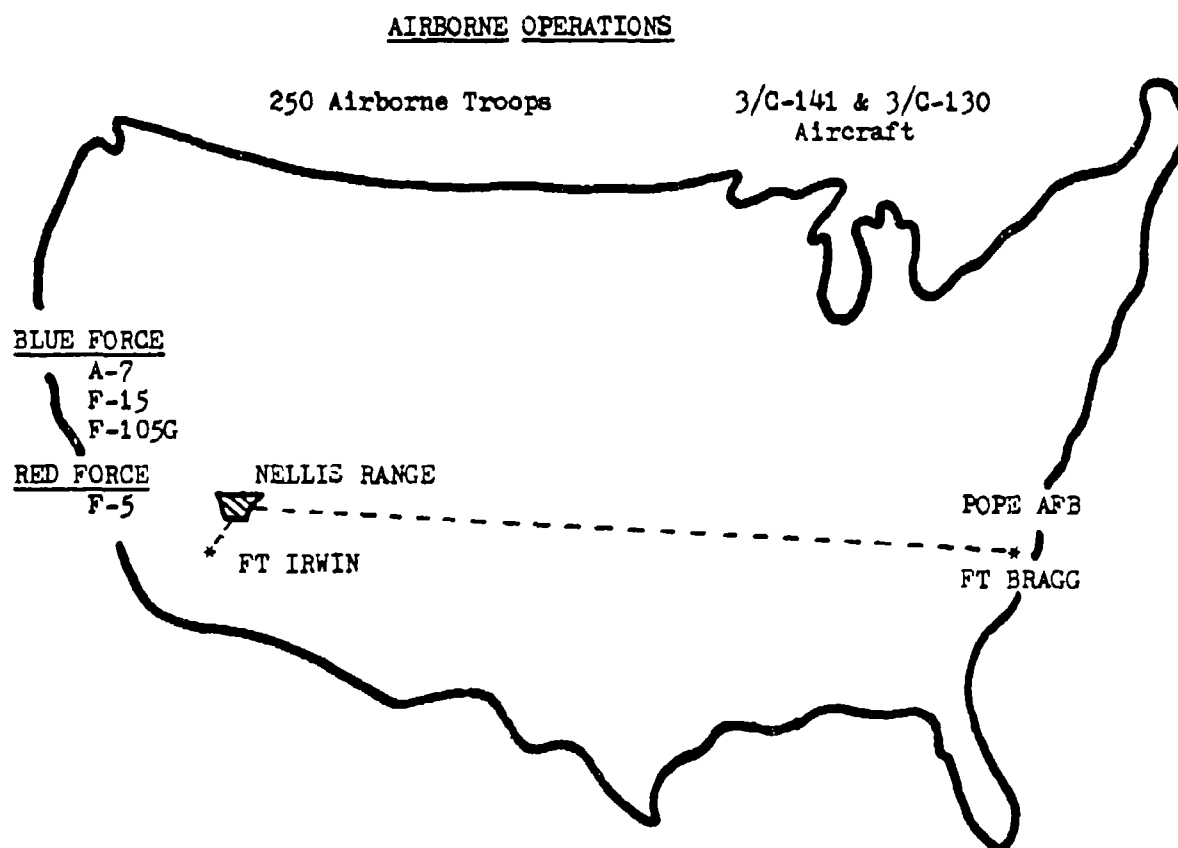 AIRBORNE OPERATIONS
250 Airborne Troops
3/C-141 & 3/C-130
Aircraft
BLUE FORCE
A-7
F-15
F-105G
RED FORCE
F-5
NELLIS RANGE
* FT IRWIN
POPE AFB
*
FT BRAGG